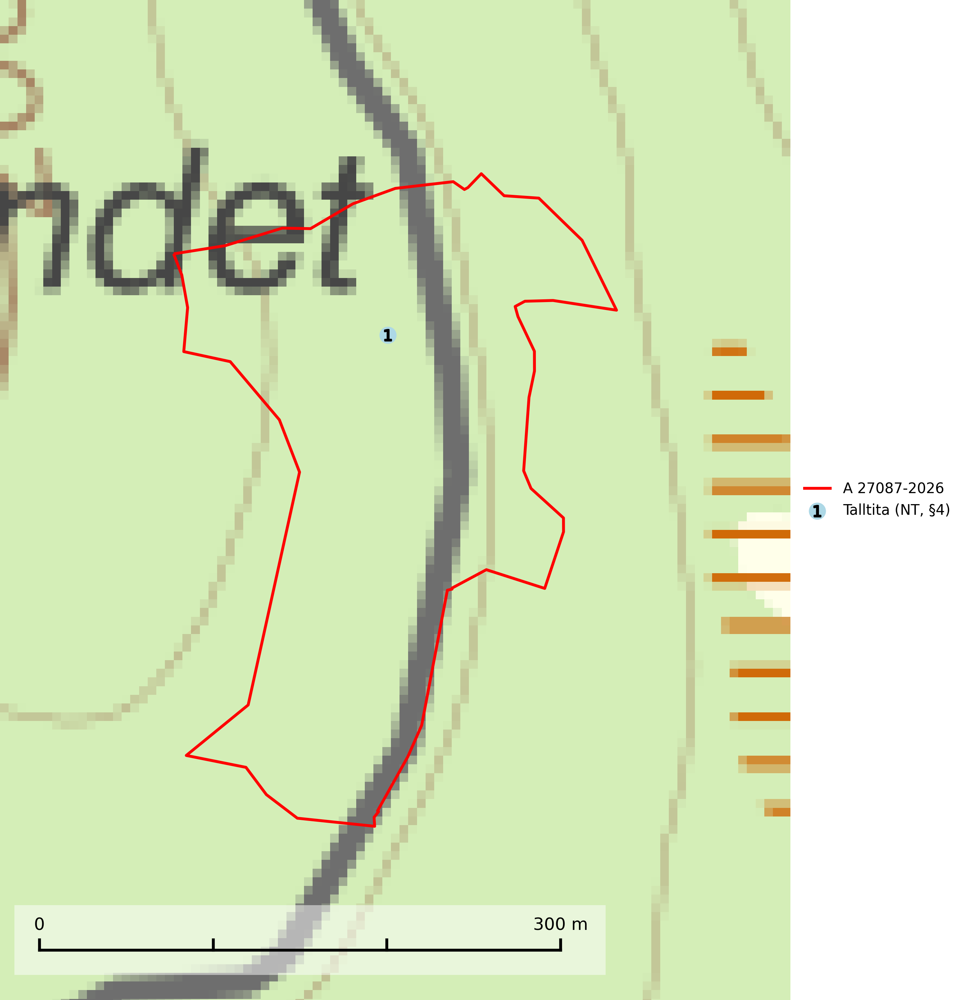 ndet
1
A 27087-2026
1 Talltita (NT, §4)
0 300 m